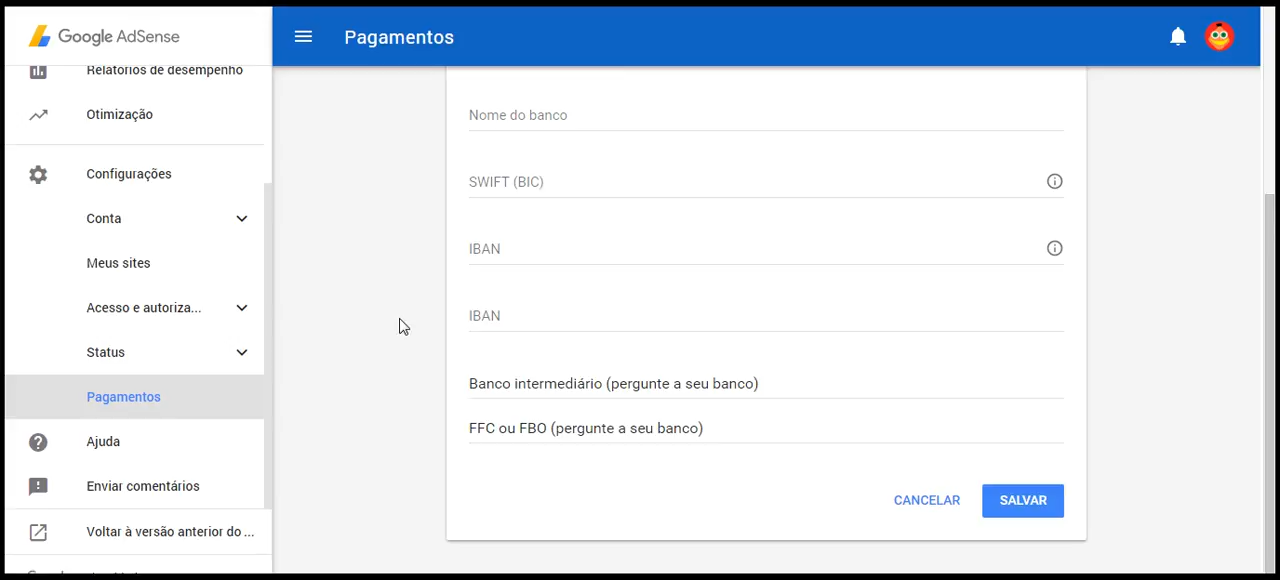 Google AdSense
Pagamentos
Relatórios de desempenho
Otimização
Configurações
Conta
Meus sites
Acesso e autoriza...
Status
Pagamentos
Ajuda
Enviar comentários
Voltar à versão anterior do ...
Nome do banco
SWIFT (BIC)
IBAN
IBAN
Banco intermediário (pergunte a seu banco)
FFC ou FBO (pergunte a seu banco)
CANCELAR
SALVAR